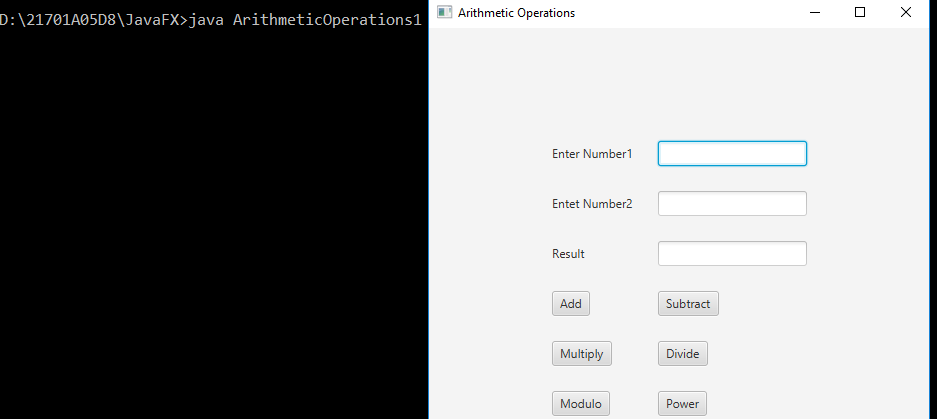 D:\21701A05D8\JavaFX>java ArithmeticOperations1
Arithmetic Operations
Enter Number1
Entet Number2
Result
Add Subtract
Multiply Divide
Modulo Power